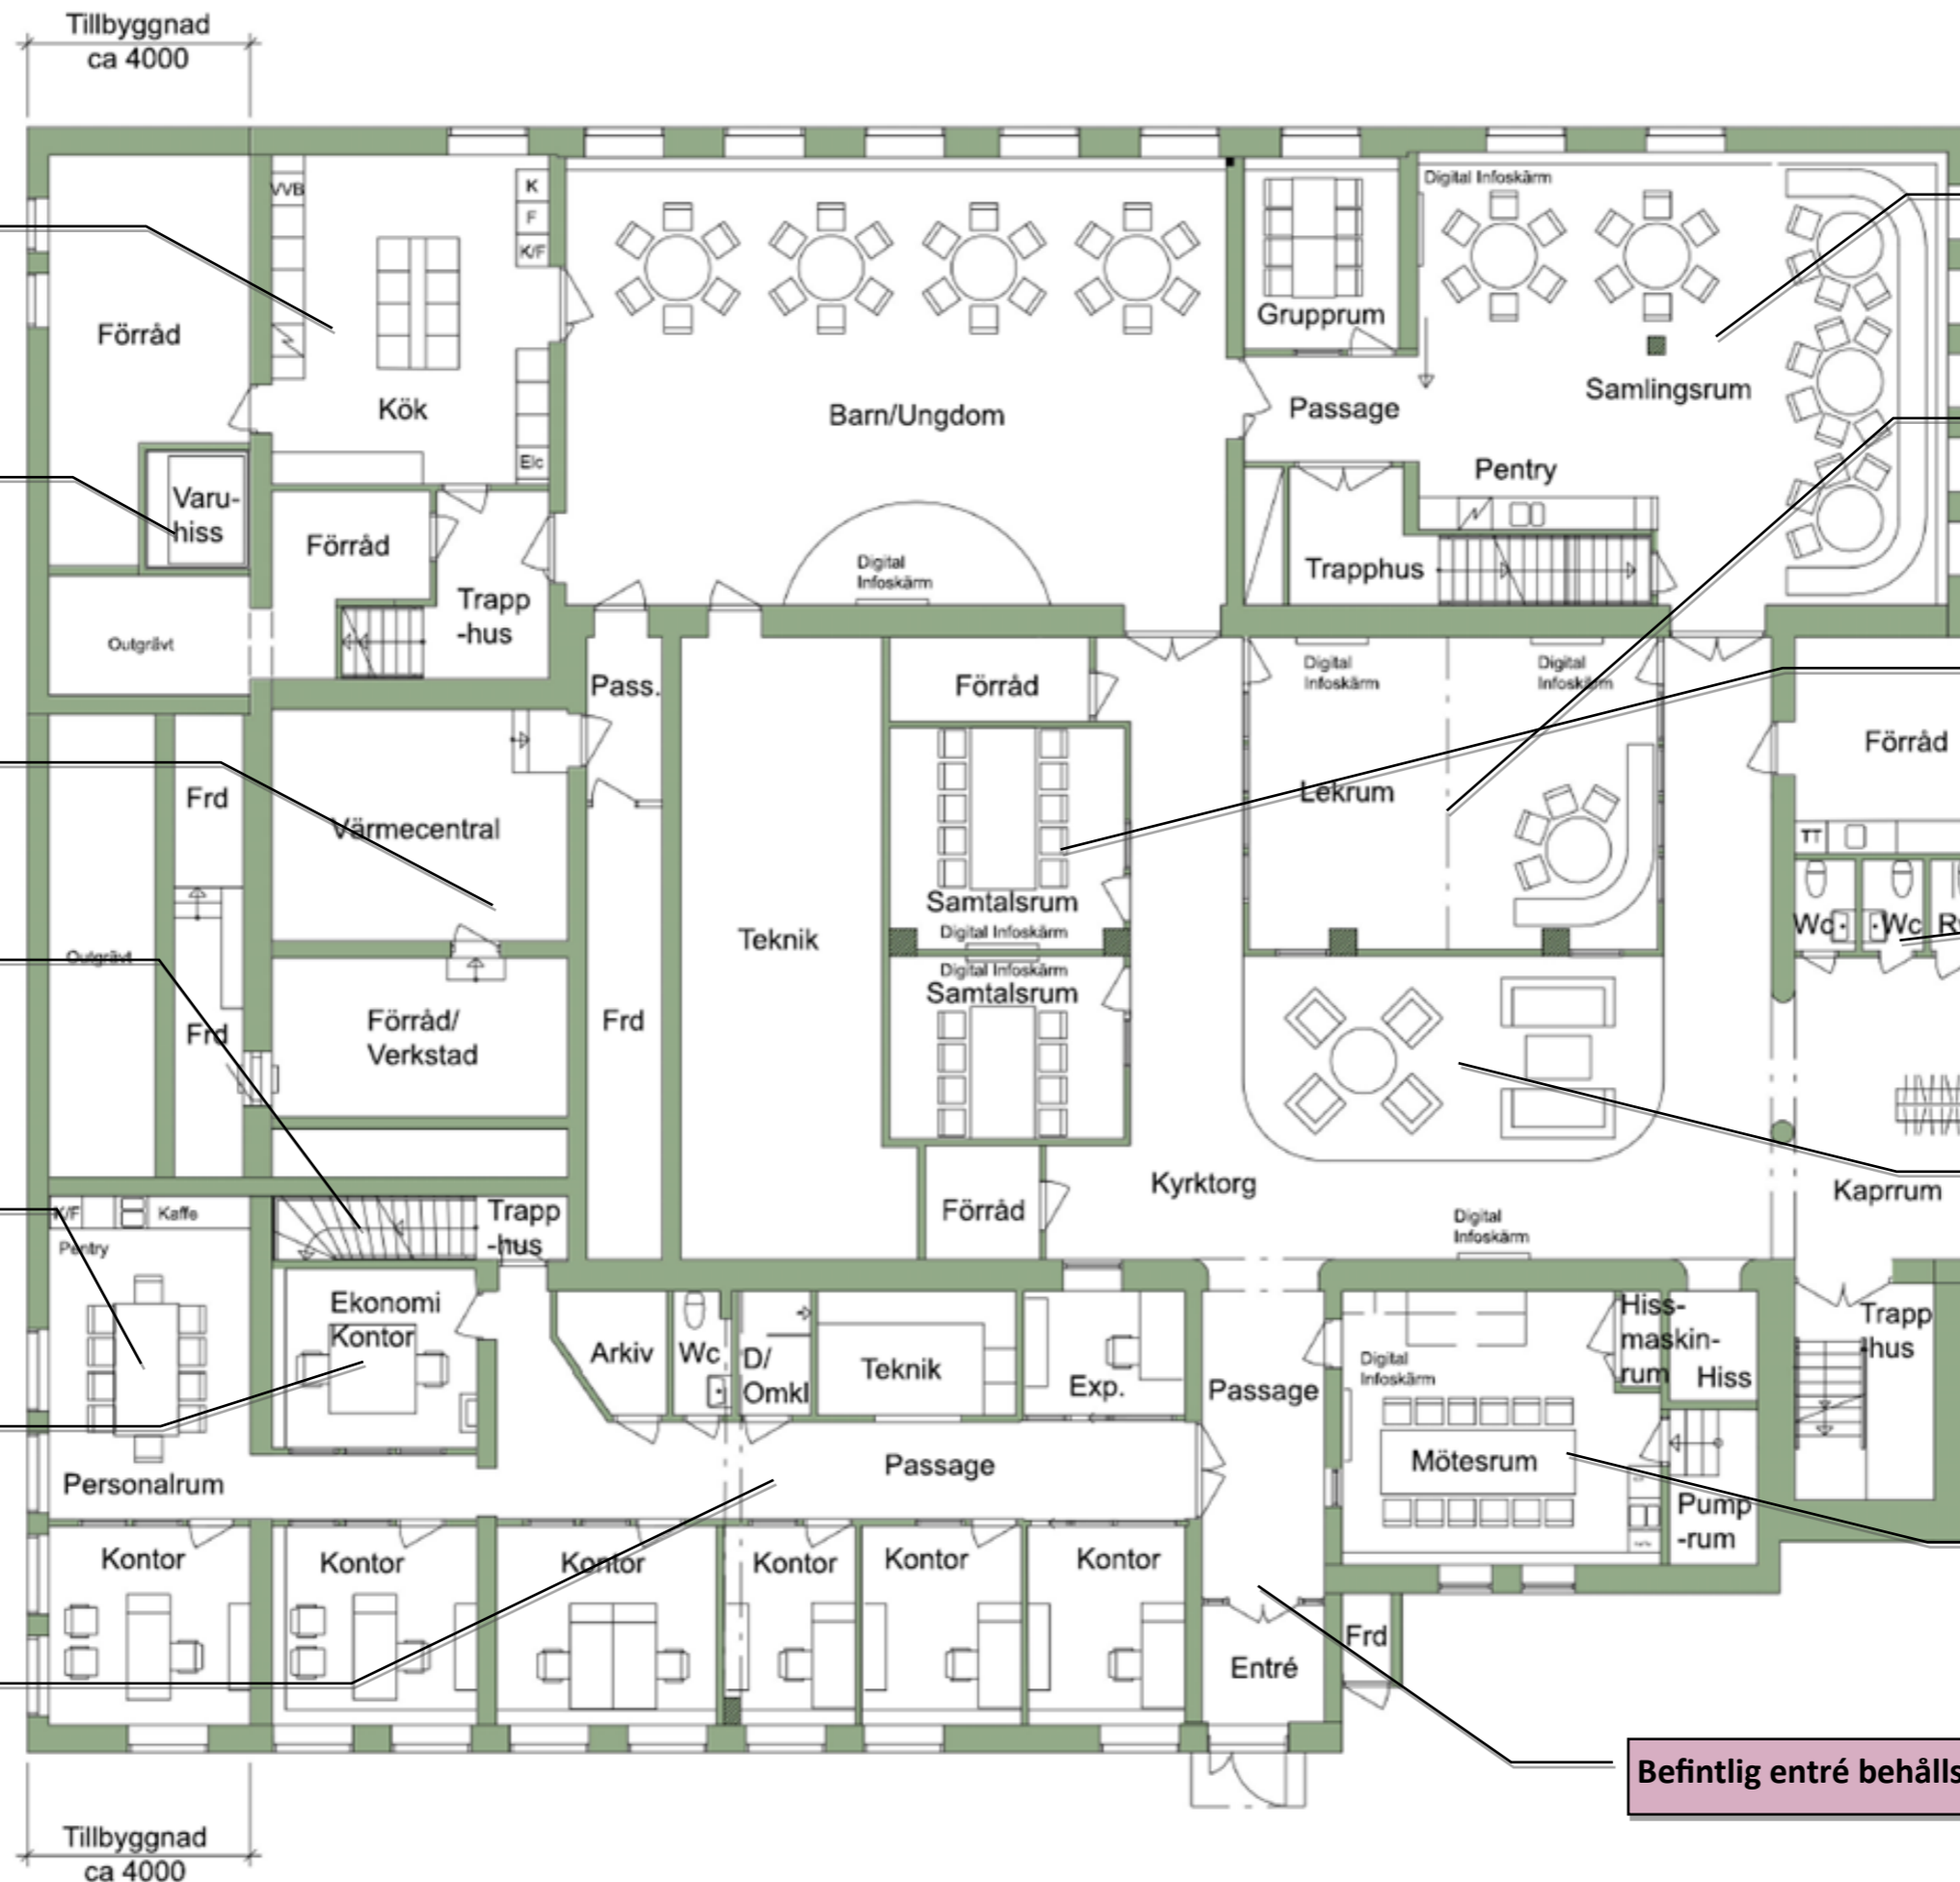 Tillbyggnad
ca 4000
VVB
K
F
K/F
Förråd
Kök
Elc
Varu-
hiss
Förråd
Trapp
-hus
Outgrävt
Barn/Ungdom
Digital
Infoskärm
Grupprum
Passage
Trapphus
Digital Infoskärm
Samlingsrum
Pentry
Pass.
Frd
Värmecentral
Outgrävt
Frd
Förråd/
Verkstad
Frd
Teknik
Förråd
Samtalsrum
Digital Infoskärm
Digital Infoskärm
Samtalsrum
Förråd
Digital
Infoskärm
Digital
Infoskärm
Lekrum
Förråd
TT
Wc
Wc
Kyrktorg
Digital
Infoskärm
Kaprrum
K/F
Kaffe
Pentry
Trapp
-hus
Ekonomi
Kontor
Personalrum
Arkiv
Wc
D/
Omkl
Teknik
Exp.
Passage
Passage
Digital
Infoskärm
Mötesrum
Hiss-
maskin-
rum
Hiss
Pump
-rum
Trapp
-hus
Kontor
Kontor
Kontor
Kontor
Kontor
Kontor
Entré
Frd
Befintlig entré behålls
Tillbyggnad
ca 4000